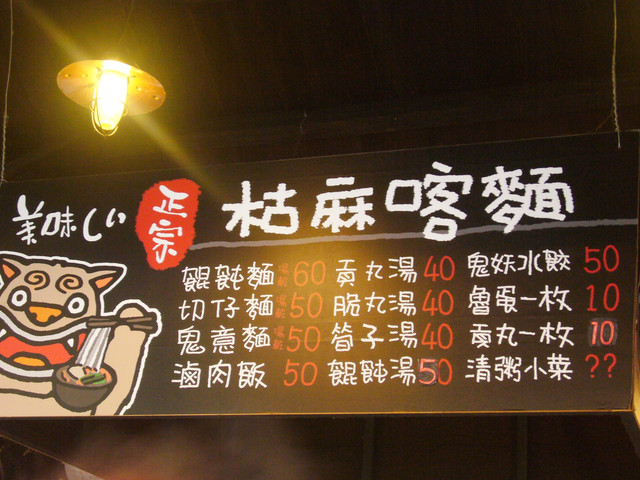 美味しい
正宗
枯麻喀麵
餛飩麵 60 貢丸湯 40 鬼妖水餃 50
切仔麵 50 脆丸湯 40 魯蛋一枚 10
鬼意麵 50 筍子湯 40 貢丸一枚 10
滷肉飯 50 餛飩湯 50 清粥小菜 ??